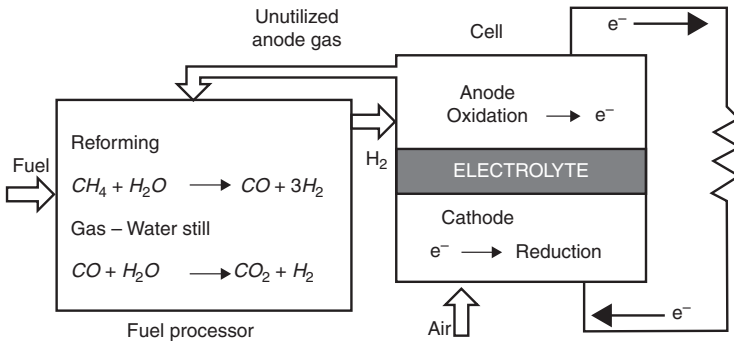 Unutilized
anode gas
Cell
e⁻
Anode
Oxidation → e⁻
Reforming
Fuel
H₂
ELECTROLYTE
CH₄ + H₂O → CO + 3H₂
Gas – Water still
Cathode
e⁻ → Reduction
CO + H₂O → CO₂ + H₂
e⁻
Air
Fuel processor